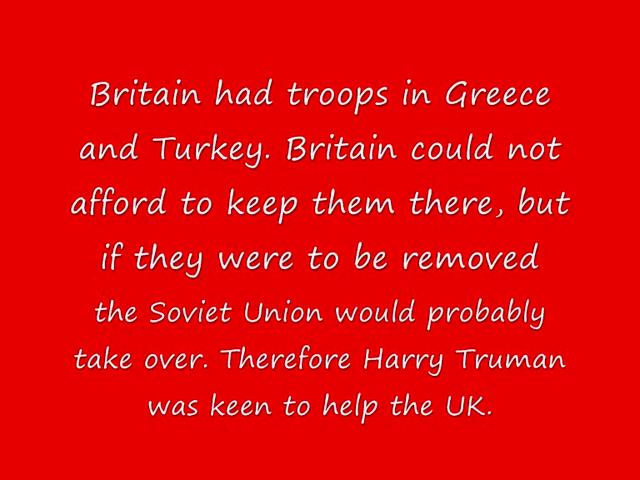 Britain had troops in Greece
and Turkey. Britain could not
afford to keep them there, but
if they were to be removed
the Soviet Union would probably
take over. Therefore Harry Truman
was keen to help the UK.